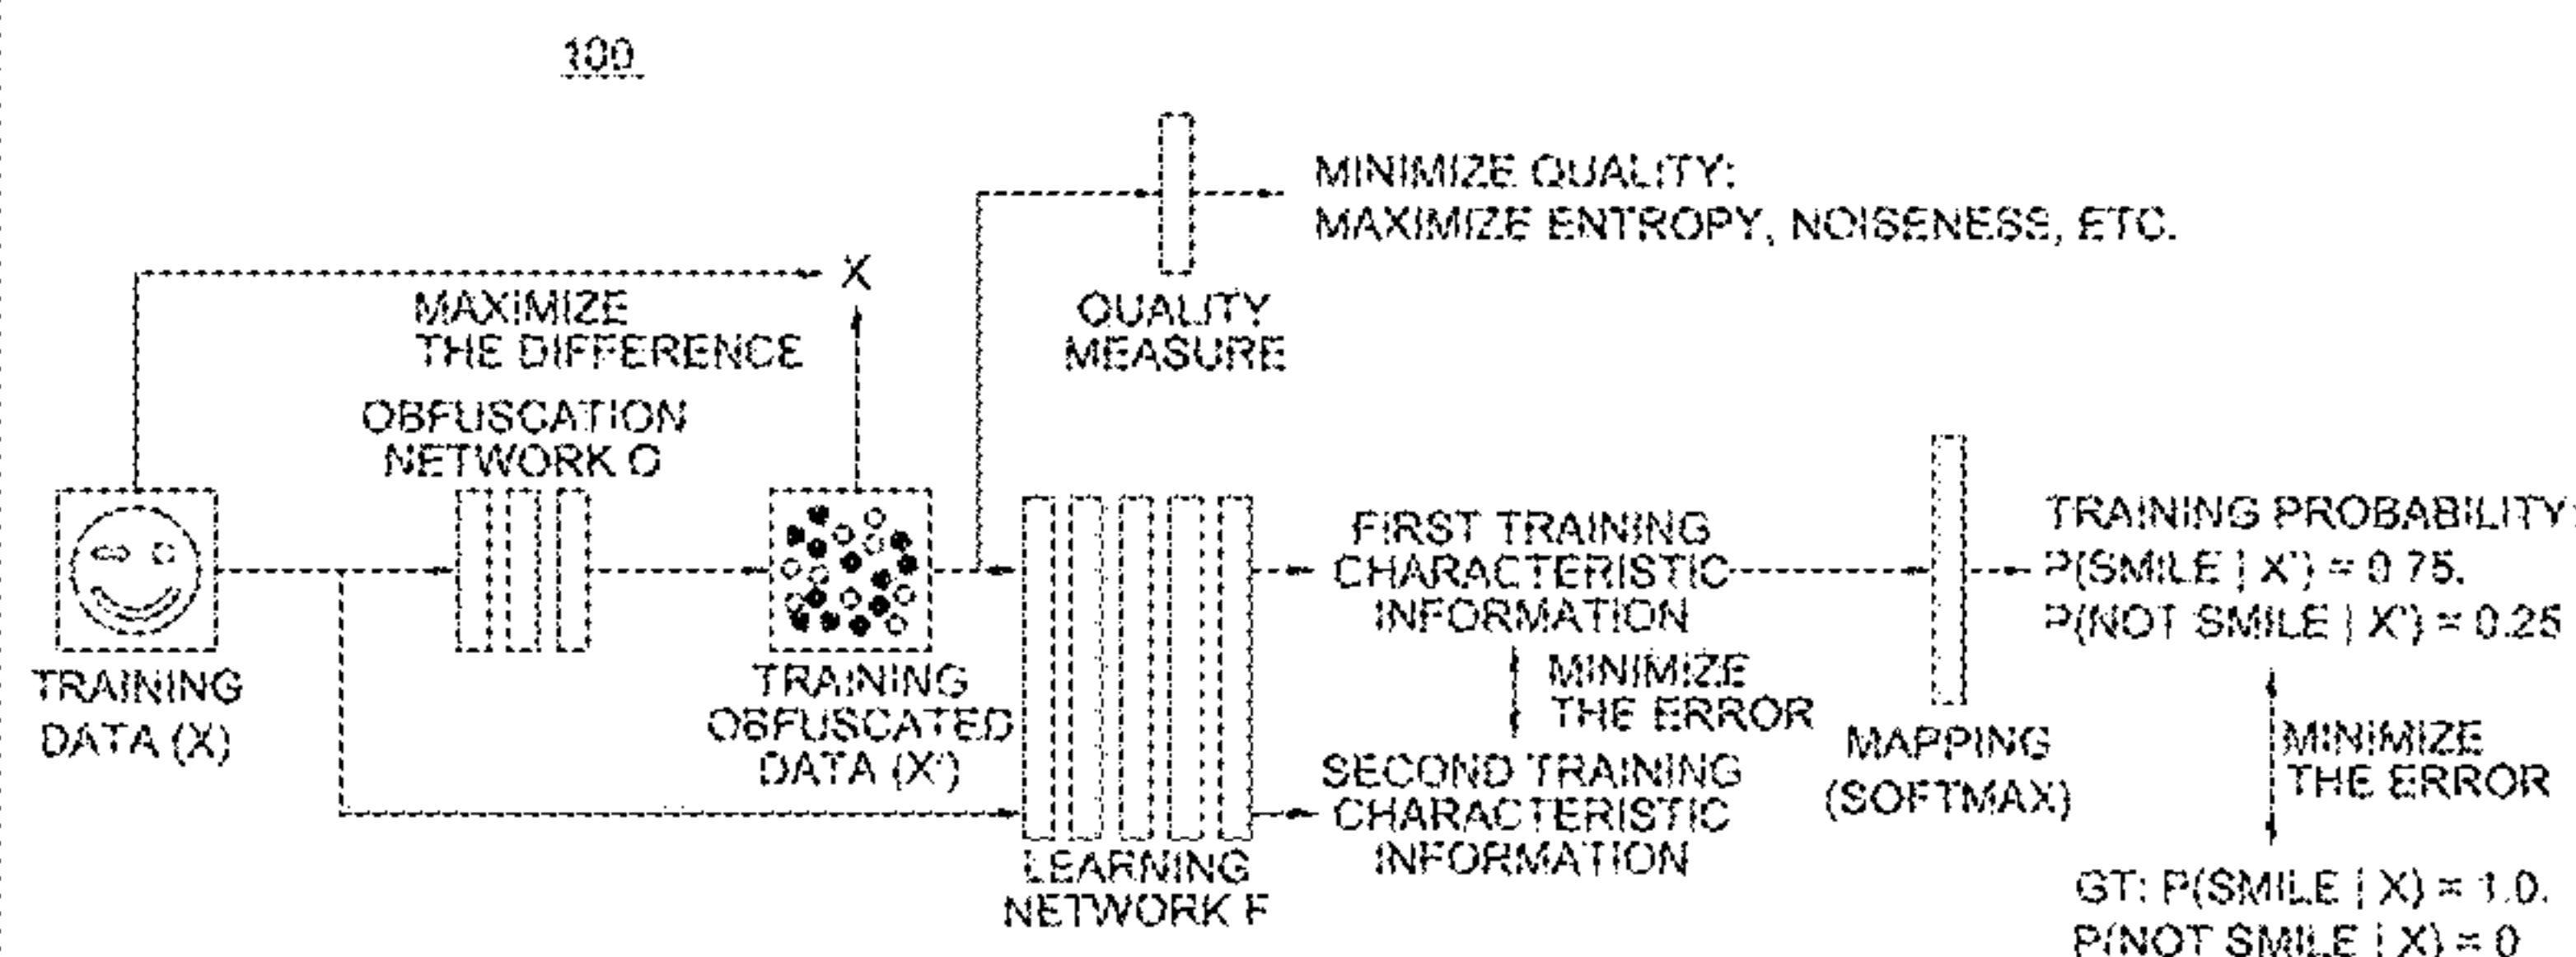 100
MINIMIZE QUALITY:
MAXIMIZE ENTROPY, NOISENESS, ETC.
X
MAXIMIZE
THE DIFFERENCE
QUALITY
MEASURE
OBFUSCATION
NETWORK O
TRAINING
DATA (X)
TRAINING
OBFUSCATED
DATA (X')
LEARNING
NETWORK F
FIRST TRAINING
CHARACTERISTIC
INFORMATION
MINIMIZE
THE ERROR
SECOND TRAINING
CHARACTERISTIC
INFORMATION
MAPPING
(SOFTMAX)
TRAINING PROBABILITY:
P(SMILE | X') = 0.75.
P(NOT SMILE | X') = 0.25
MINIMIZE
THE ERROR
GT: P(SMILE | X) = 1.0.
P(NOT SMILE | X) = 0